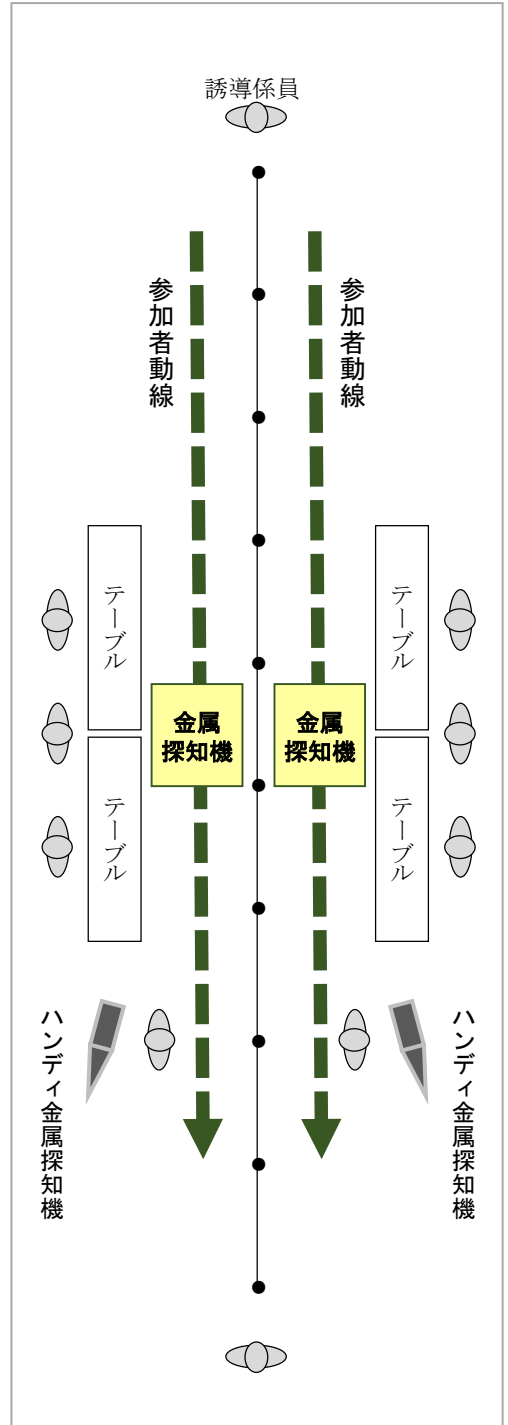 誘導係員
参加者動線
参加者動線
テーブル
テーブル
金属
探知機
金属
探知機
テーブル
テーブル
ハンディ金属探知機
ハンディ金属探知機